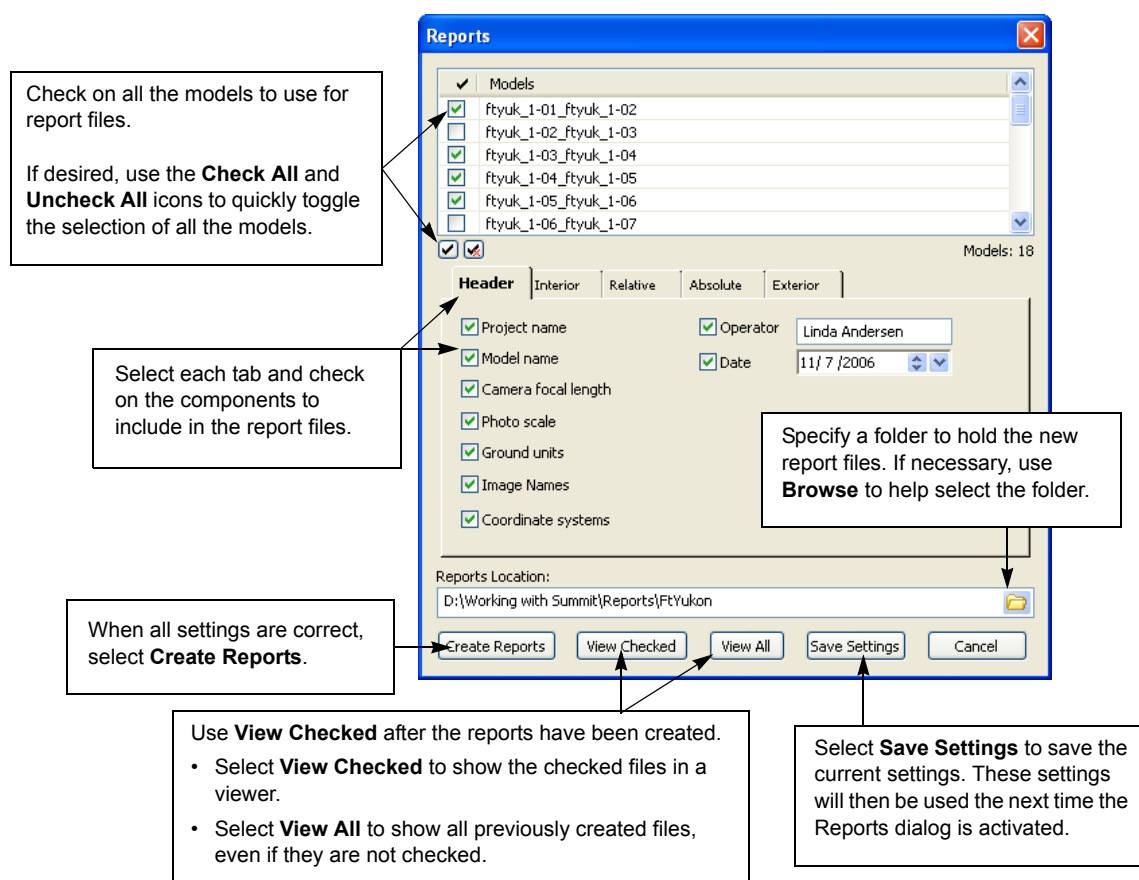 Reports
Check on all the models to use for
report files.
If desired, use the Check All and
Uncheck All icons to quickly toggle
the selection of all the models.
Models
ftyuk_1-01_ftyuk_1-02
ftyuk_1-02_ftyuk_1-03
ftyuk_1-03_ftyuk_1-04
ftyuk_1-04_ftyuk_1-05
ftyuk_1-05_ftyuk_1-06
ftyuk_1-06_ftyuk_1-07
Models: 18
Header Interior Relative Absolute Exterior
Project name
Model name
Camera focal length
Photo scale
Ground units
Image Names
Coordinate systems
Operator Linda Andersen
Date 11/ 7 /2006
Select each tab and check
on the components to
include in the report files.
Specify a folder to hold the new
report files. If necessary, use
Browse to help select the folder.
Reports Location:
D:\Working with Summit\Reports\FtYukon
Create Reports View Checked View All Save Settings Cancel
When all settings are correct,
select Create Reports.
Use View Checked after the reports have been created.
• Select View Checked to show the checked files in a
viewer.
• Select View All to show all previously created files,
even if they are not checked.
Select Save Settings to save the
current settings. These settings
will then be used the next time the
Reports dialog is activated.